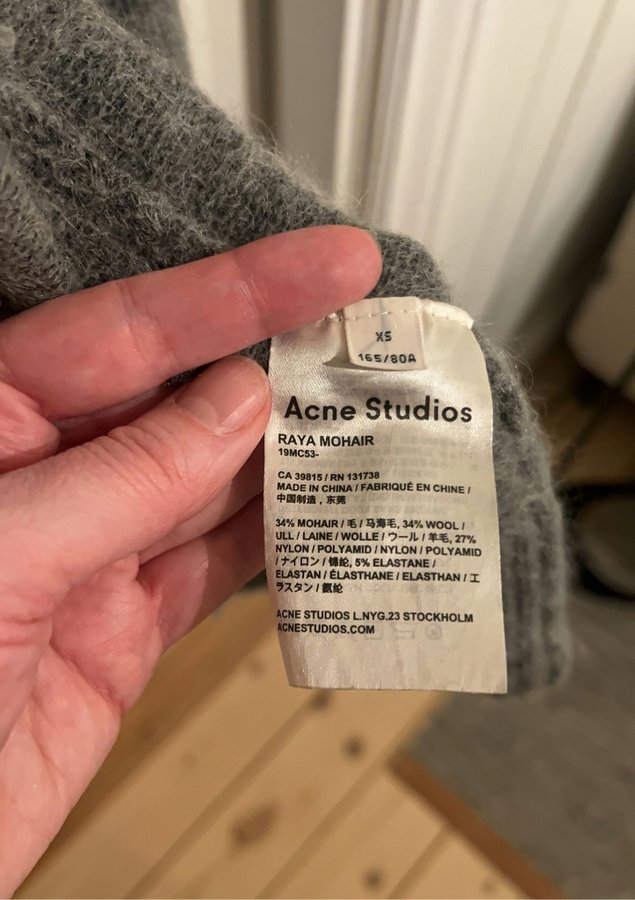 XS
165/80A
Acne Studios
RAYA MOHAIR
19MC53-
CA 39815 / RN 131738
MADE IN CHINA / FABRIQUÉ EN CHINE /
中国制造，东莞
34% MOHAIR / 毛 / 马海毛, 34% WOOL /
ULL / LAINE / WOLLE / ウール / 羊毛, 27%
NYLON / POLYAMID / NYLON / POLYAMID
/ ナイロン / 锦纶, 5% ELASTANE /
ELASTAN / ÉLASTHANE / ELASTHAN / エ
ラスタン / 氨纶
ACNE STUDIOS L.NYG.23 STOCKHOLM
ACNESTUDIOS.COM